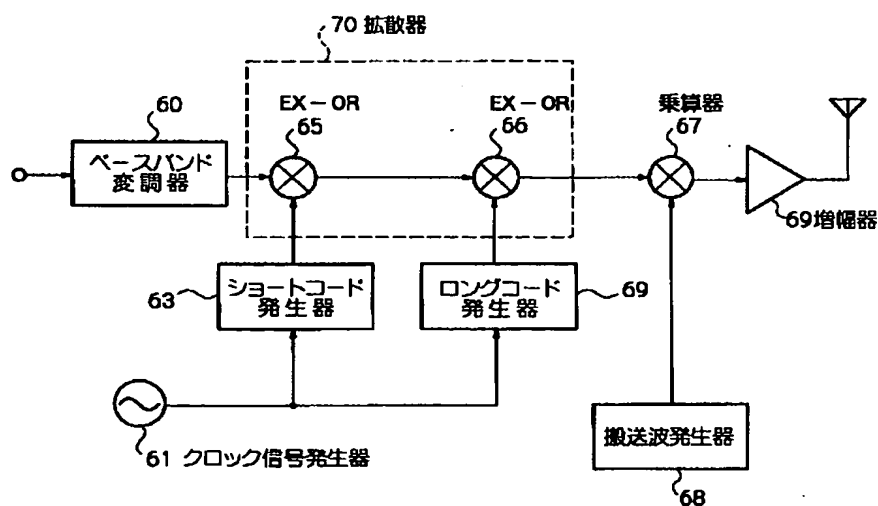 70 拡散器
60
EX－OR
65
EX－OR
66
乗算器
67
ベースバンド
変調器
69増幅器
63
ショートコード
発生器
ロングコード
発生器
69
61 クロック信号発生器
搬送波発生器
68